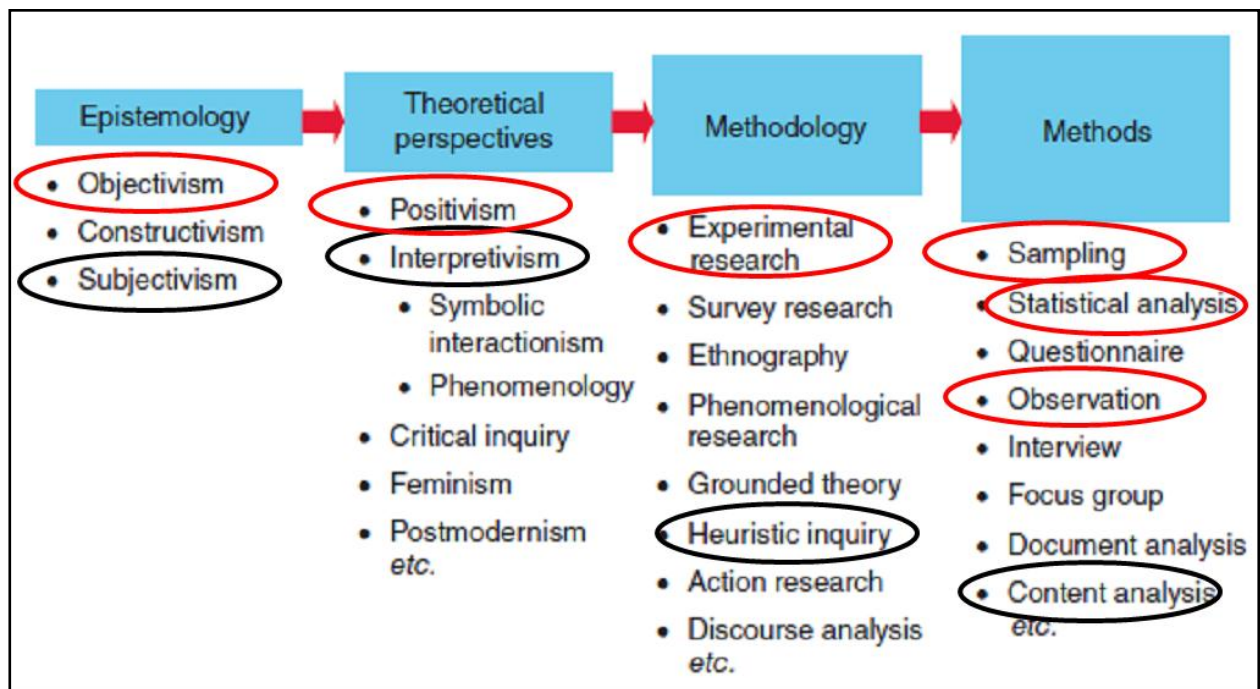 Epistemology
• Objectivism
• Constructivism
• Subjectivism
Theoretical
perspectives
• Positivism
• Interpretivism
• Symbolic
interactionism
• Phenomenology
• Critical inquiry
• Feminism
• Postmodernism
etc.
Methodology
• Experimental
research
• Survey research
• Ethnography
• Phenomenological
research
• Grounded theory
• Heuristic inquiry
• Action research
• Discourse analysis
etc.
Methods
• Sampling
• Statistical analysis
• Questionnaire
• Observation
• Interview
• Focus group
• Document analysis
• Content analysis
etc.